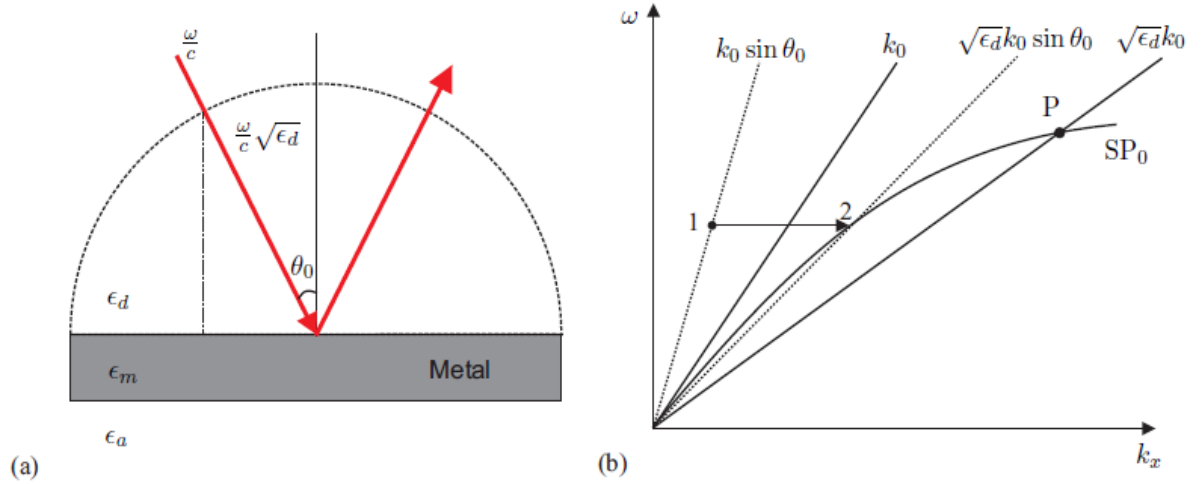 ω/c
ω/c √ϵ_d
θ_0
ϵ_d
ϵ_m
Metal
ϵ_a
(a)
ω
k_0 sin θ_0
k_0
√ϵ_d k_0 sin θ_0
√ϵ_d k_0
P
SP_0
1
2
k_x
(b)